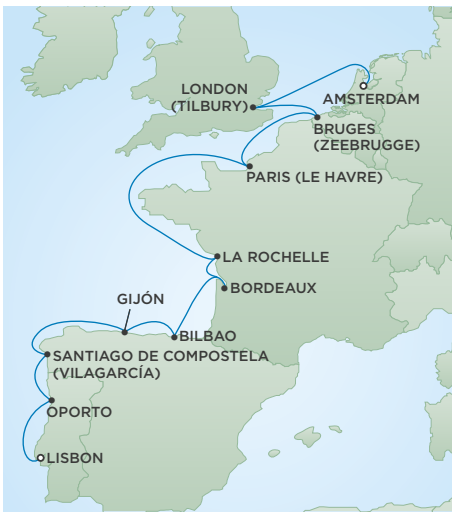 LONDON
(TILBURY)
AMSTERDAM
BRUGES
(ZEEBRUGGE)
PARIS (LE HAVRE)
LA ROCHELLE
BORDEAUX
GIJÓN
BILBAO
SANTIAGO DE COMPOSTELA
(VILAGARCÍA)
OPORTO
LISBON